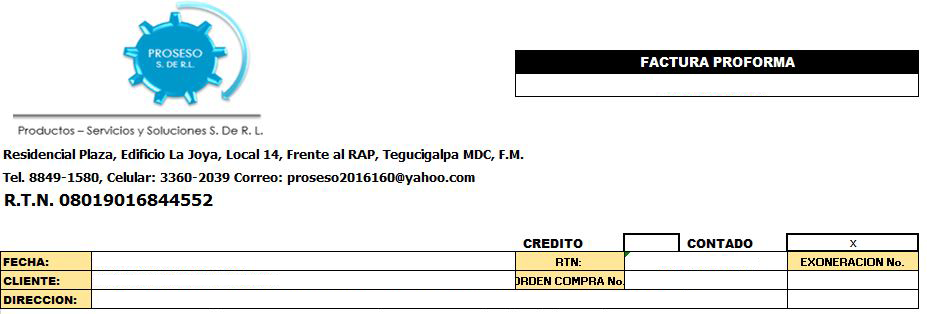 PROSESO
S. DE R.L.
FACTURA PROFORMA
Productos – Servicios y Soluciones S. De R. L.
Residencial Plaza, Edificio La Joya, Local 14, Frente al RAP, Tegucigalpa MDC, F.M.
Tel. 8849-1580, Celular: 3360-2039 Correo: proseso2016160@yahoo.com
R.T.N. 08019016844552
CREDITO CONTADO x
FECHA: RTN: EXONERACION No.
CLIENTE: ORDEN COMPRA No.
DIRECCION: